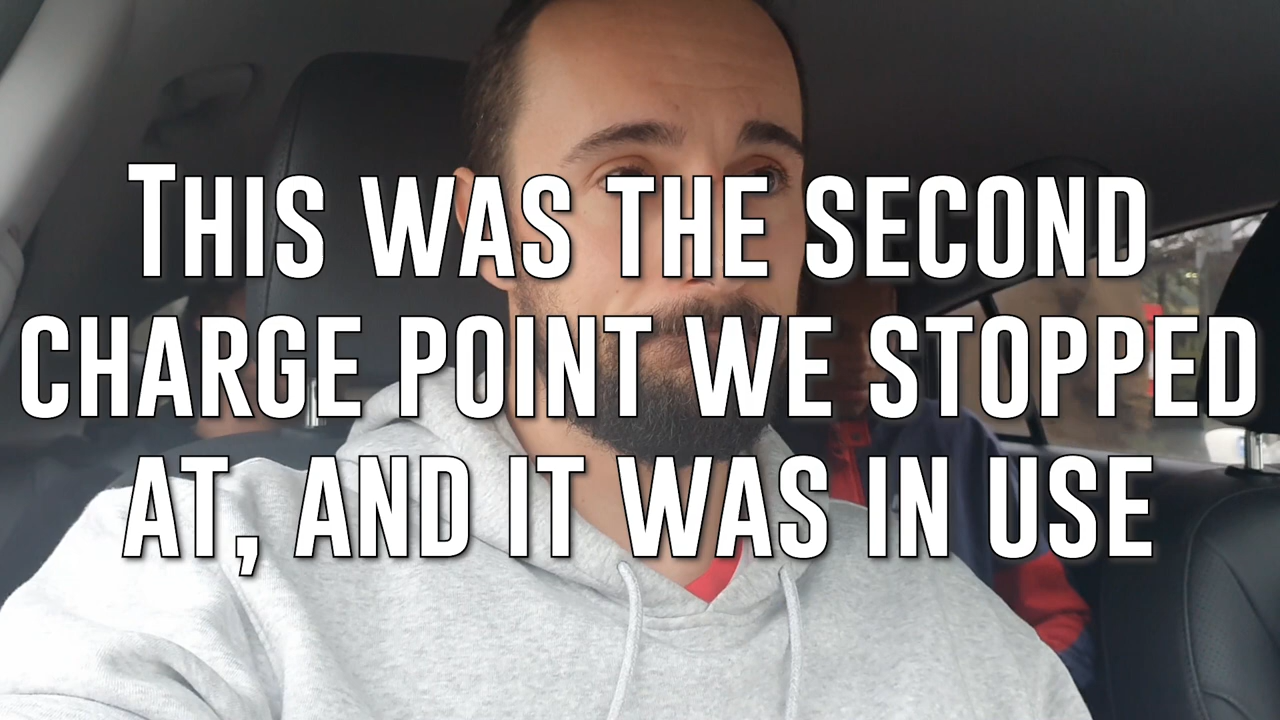 This was the second
charge point we stopped
at, and it was in use